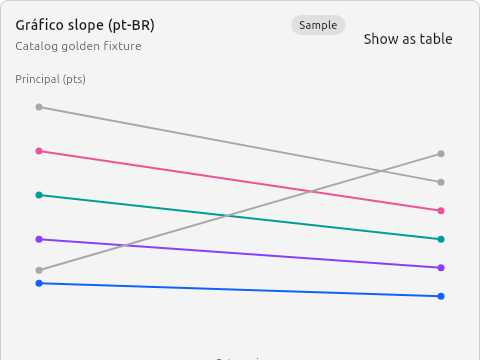 Gráfico slope (pt-BR)
Sample
Show as table
Catalog golden fixture
Principal (pts)